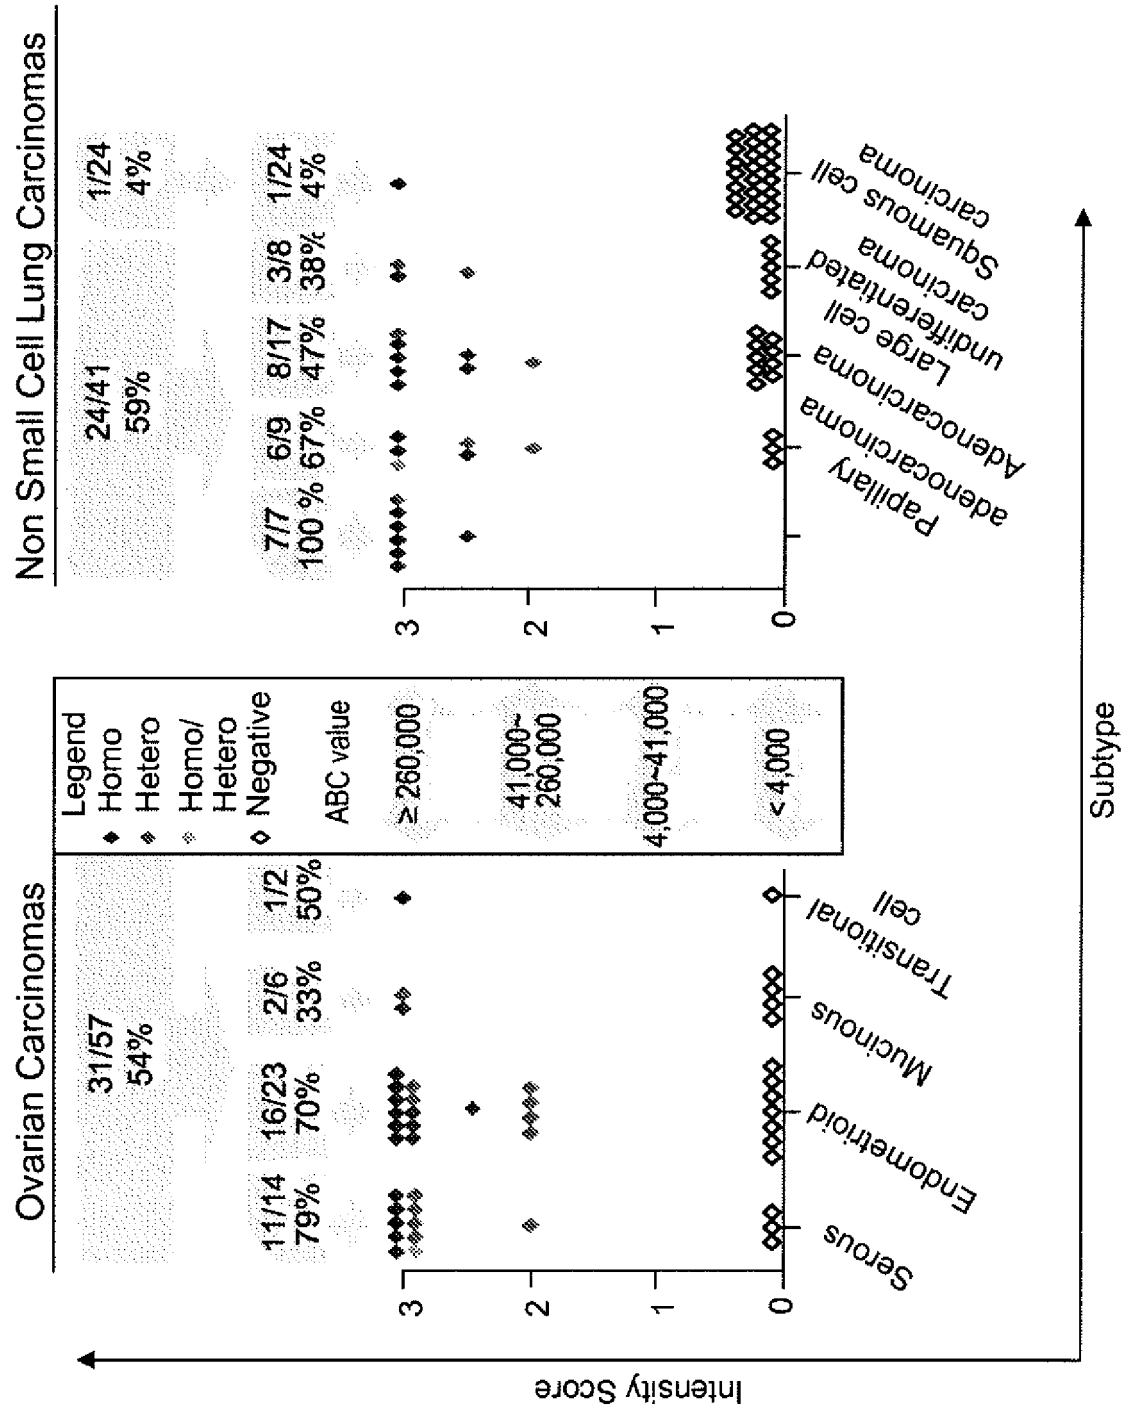 Ovarian Carcinomas
31/57
54%
11/14
79%
16/23
70%
2/6
33%
1/2
50%
3
2
1
0
Serous
Endometrioid
Mucinous
Transitional
cell
Legend
Homo
Hetero
Homo/
Hetero
Negative
ABC value
≥ 260,000
41,000~
260,000
4,000~41,000
< 4,000
Non Small Cell Lung Carcinomas
24/41
59%
1/24
4%
7/7
100 %
6/9
67%
8/17
47%
3/8
38%
1/24
4%
3
2
1
0
Papillary
adenocarcinoma
Adenocarcinoma
Large cell
undifferentiated
carcinoma
Squamous cell
carcinoma
Intensity Score
Subtype